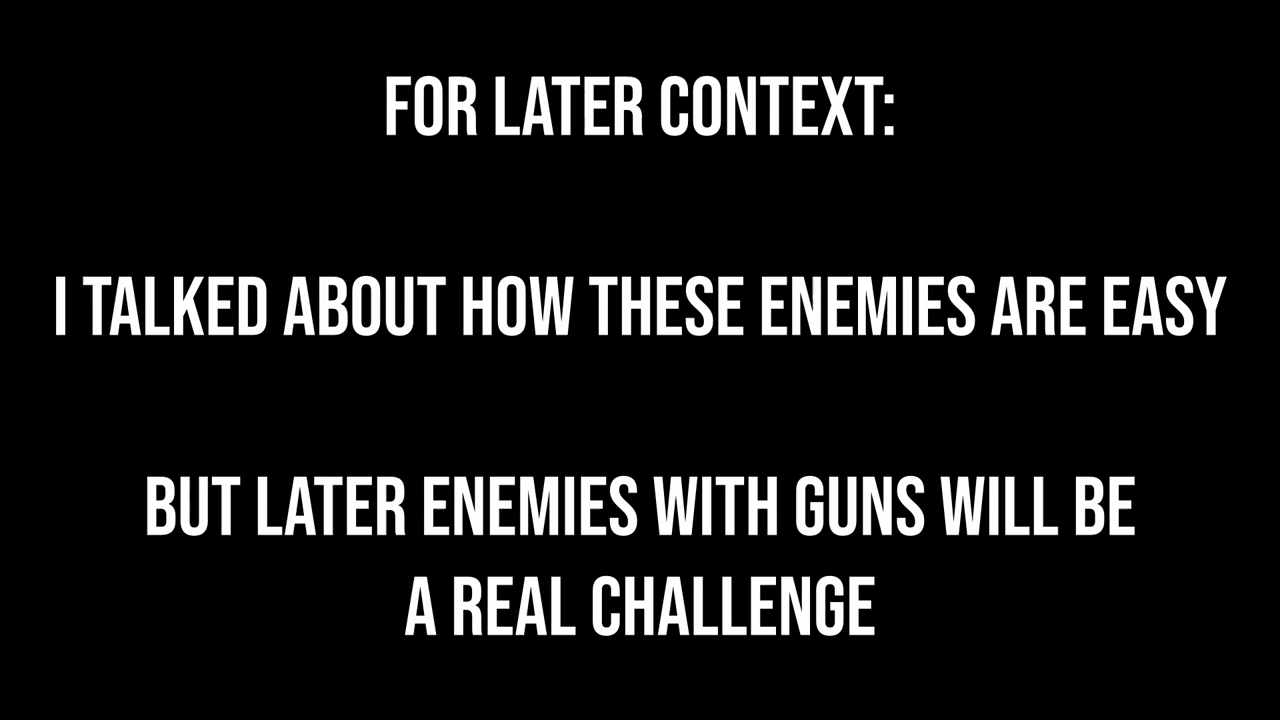 FOR LATER CONTEXT:
I TALKED ABOUT HOW THESE ENEMIES ARE EASY
BUT LATER ENEMIES WITH GUNS WILL BE
A REAL CHALLENGE